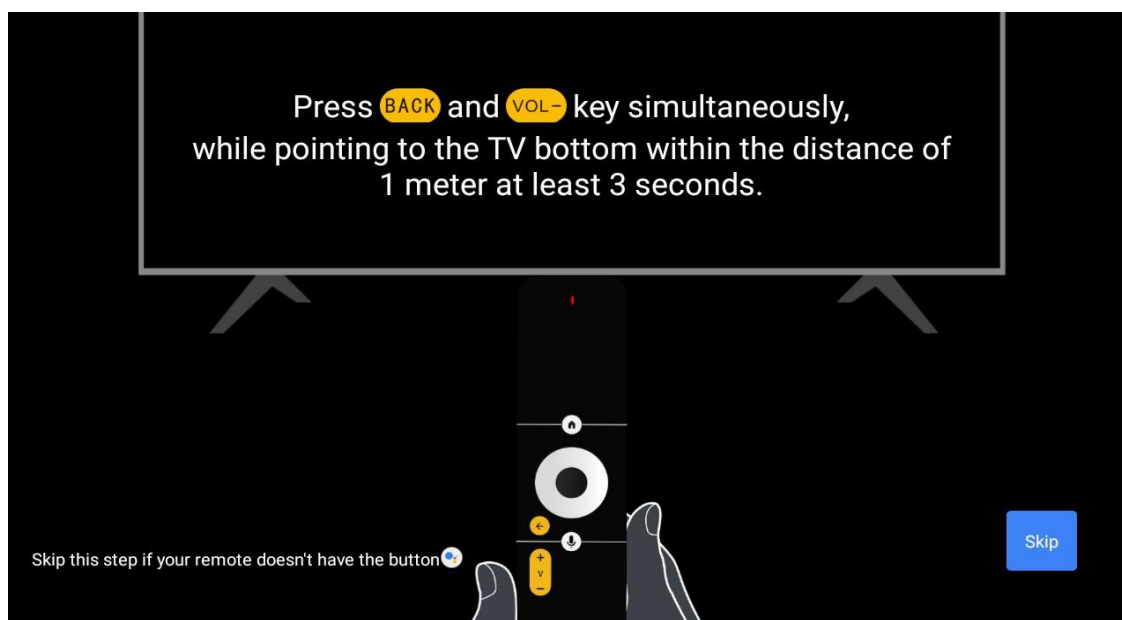 Press BACK and VOL- key simultaneously,
while pointing to the TV bottom within the distance of
1 meter at least 3 seconds.
+
V
-
Skip this step if your remote doesn't have the button
Skip